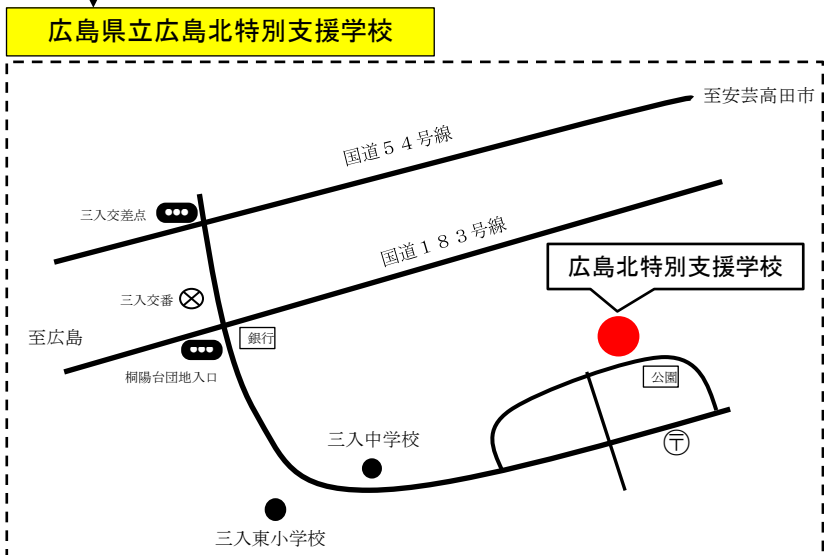 広島県立広島北特別支援学校
至安芸高田市
国道５４号線
三入交差点
国道１８３号線
広島北特別支援学校
三入交番
至広島
銀行
桐陽台団地入口
公園
三入中学校
〒
三入東小学校